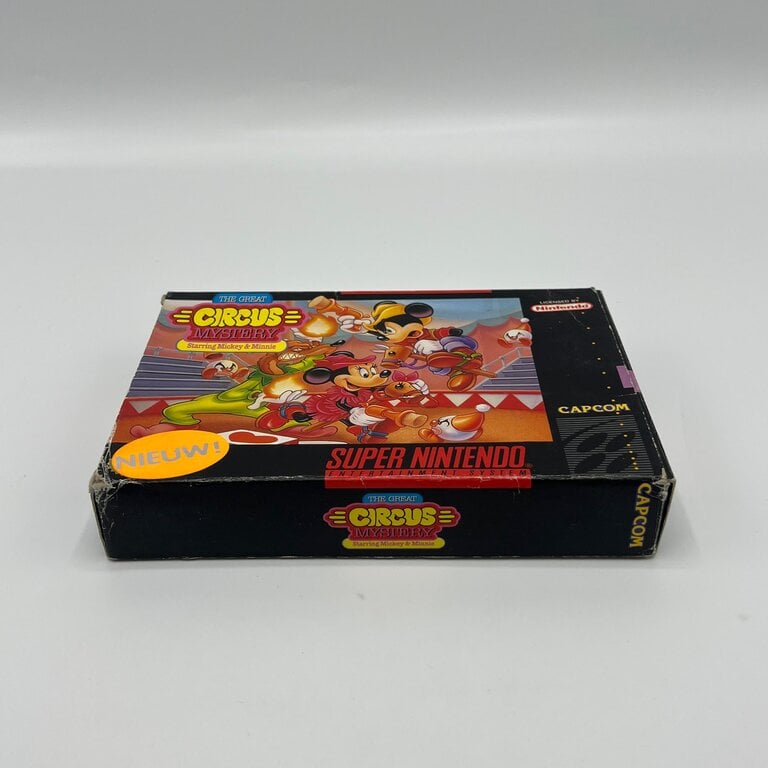 THE GREAT
CIRCUS
MYSTERY
Starring Mickey & Minnie
LICENSED BY
Nintendo
CAPCOM
NIEUW!
SUPER NINTENDO
ENTERTAINMENT SYSTEM
THE GREAT
CIRCUS
MYSTERY
Starring Mickey & Minnie
CAPCOM